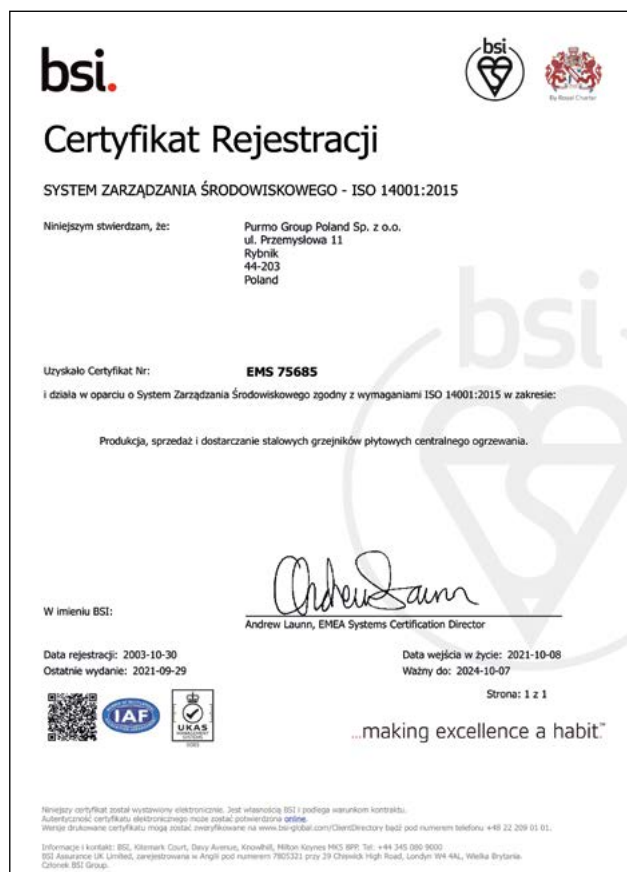 bsi.
bsi
By Royal Charter
Certyfikat Rejestracji
SYSTEM ZARZĄDZANIA ŚRODOWISKOWEGO - ISO 14001:2015
Niniejszym stwierdzam, że:
Purmo Group Poland Sp. z o.o.
ul. Przemysłowa 11
Rybnik
44-203
Poland
Uzyskało Certyfikat Nr:
EMS 75685
i działa w oparciu o System Zarządzania Środowiskowego zgodny z wymaganiami ISO 14001:2015 w zakresie:
Produkcja, sprzedaż i dostarczanie stalowych grzejników płytowych centralnego ogrzewania.
W imieniu BSI:
Andrew Launn, EMEA Systems Certification Director
Data rejestracji: 2003-10-30
Data wejścia w życie: 2021-10-08
Ostatnie wydanie: 2021-09-29
Ważny do: 2024-10-07
Strona: 1 z 1
IAF
UKAS
MANAGEMENT
SYSTEMS
...making excellence a habit.™
Niniejszy certyfikat został wystawiony elektronicznie. Jest własnością BSI i podlega warunkom kontraktu.
Autentyczność certyfikatu elektronicznego może zostać potwierdzona online.
Wersje drukowane certyfikatu mogą zostać zweryfikowane na www.bsi-global.com/ClientDirectory bądź pod numerem telefonu +48 22 209 01 01.
Informacje i kontakt: BSI, Kitemark Court, Davy Avenue, Knowlhill, Milton Keynes MK5 8PP. Tel: +44 345 080 9000
BSI Assurance UK Limited, zarejestrowana w Anglii pod numerem 7805321 przy 39 Chiswick High Road, Londyn W4 4AL, Wielka Brytania.
Członek BSI Group.